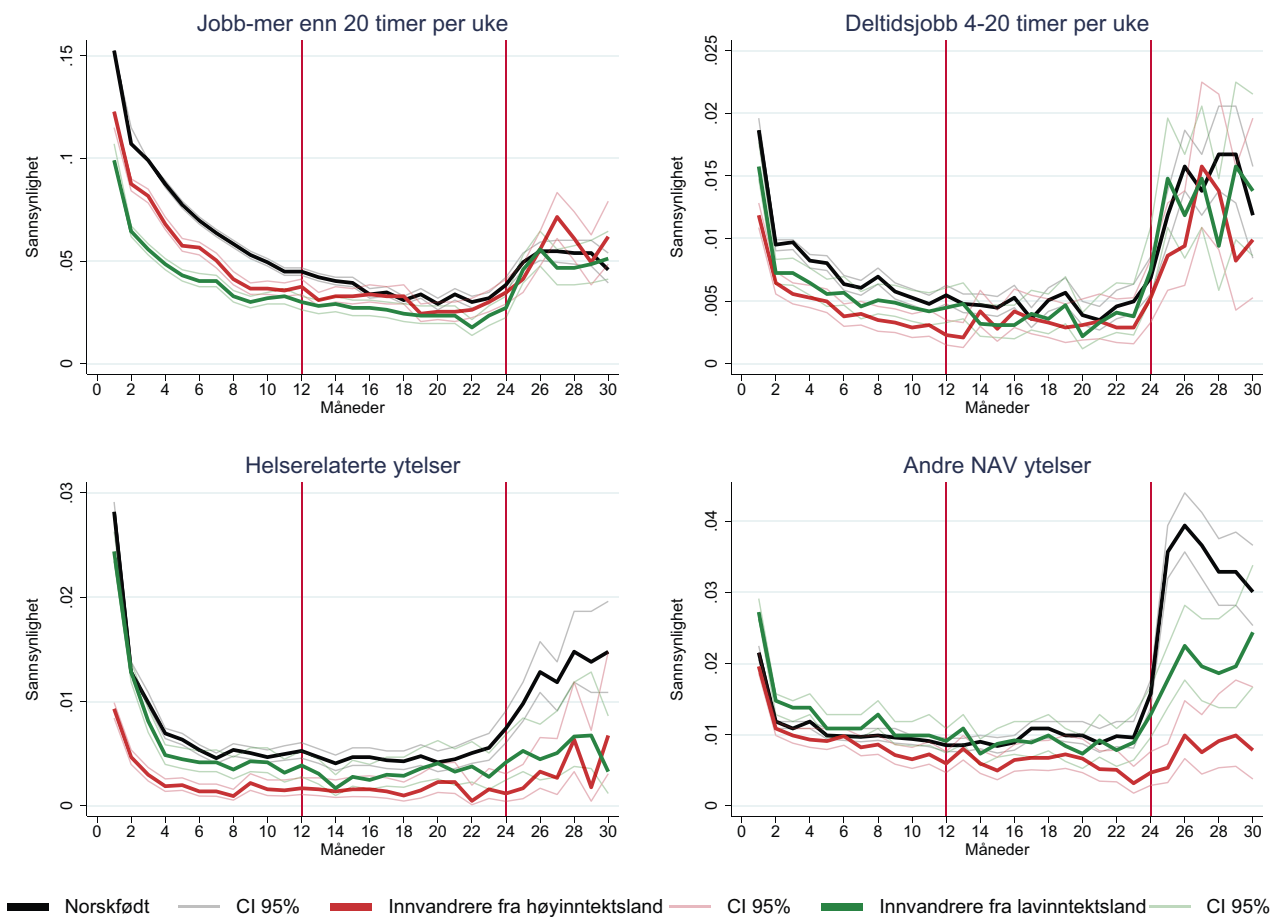 Jobb-mer enn 20 timer per uke
Sannsynlighet
0 .05 .1 .15
0 2 4 6 8 10 12 14 16 18 20 22 24 26 28 30
Måneder
Deltidsjobb 4-20 timer per uke
Sannsynlighet
0 .005 .01 .015 .02 .025
0 2 4 6 8 10 12 14 16 18 20 22 24 26 28 30
Måneder
Helserelaterte ytelser
Sannsynlighet
0 .01 .02 .03
0 2 4 6 8 10 12 14 16 18 20 22 24 26 28 30
Måneder
Andre NAV ytelser
Sannsynlighet
0 .01 .02 .03 .04
0 2 4 6 8 10 12 14 16 18 20 22 24 26 28 30
Måneder
Norskfødt CI 95% Innvandrere fra høyinntektsland CI 95% Innvandrere fra lavinntektsland CI 95%